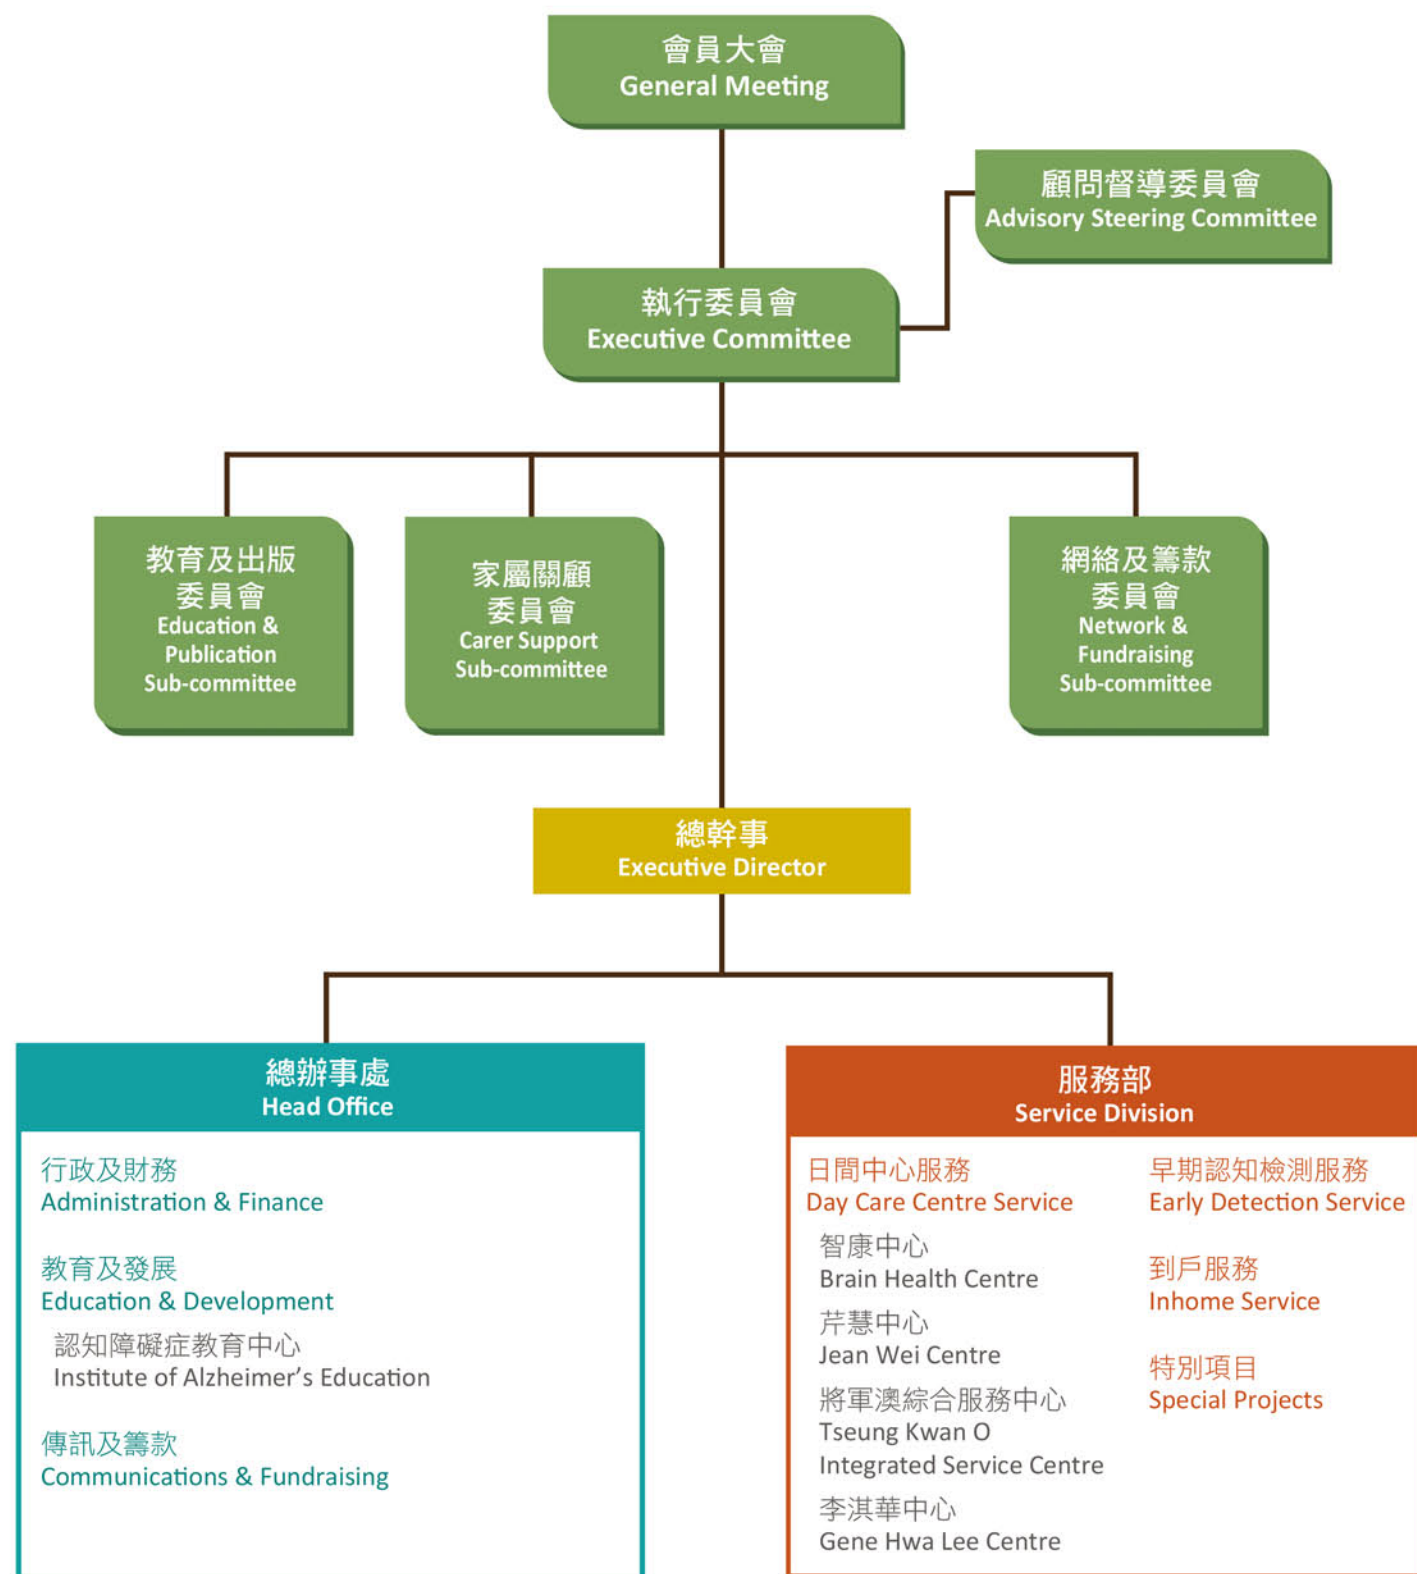 會員大會
General Meeting
顧問督導委員會
Advisory Steering Committee
執行委員會
Executive Committee
教育及出版
委員會
Education &
Publication
Sub-committee
家屬關顧
委員會
Carer Support
Sub-committee
網絡及籌款
委員會
Network &
Fundraising
Sub-committee
總幹事
Executive Director
總辦事處
Head Office
行政及財務
Administration & Finance
教育及發展
Education & Development
認知障礙症教育中心
Institute of Alzheimer’s Education
傳訊及籌款
Communications & Fundraising
服務部
Service Division
日間中心服務
Day Care Centre Service
智康中心
Brain Health Centre
芹慧中心
Jean Wei Centre
將軍澳綜合服務中心
Tseung Kwan O
Integrated Service Centre
李淇華中心
Gene Hwa Lee Centre
早期認知檢測服務
Early Detection Service
到戶服務
Inhome Service
特別項目
Special Projects